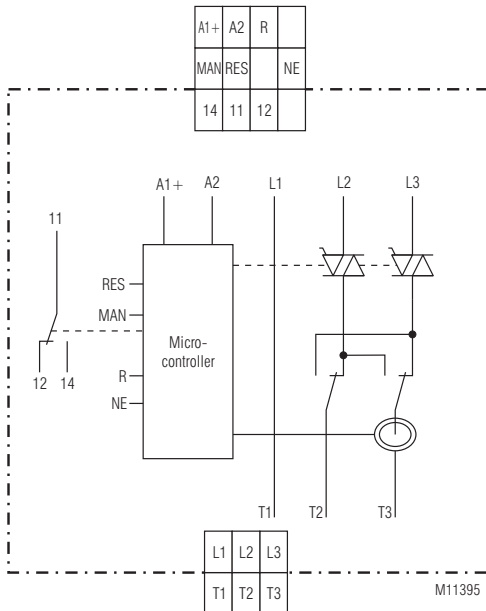 A1+ A2 R
MAN RES NE
14 11 12
A1+ A2 L1 L2 L3
11
RES
MAN
Micro-
controller
12 14
R
NE
T1 T2 T3
L1 L2 L3
T1 T2 T3
M11395